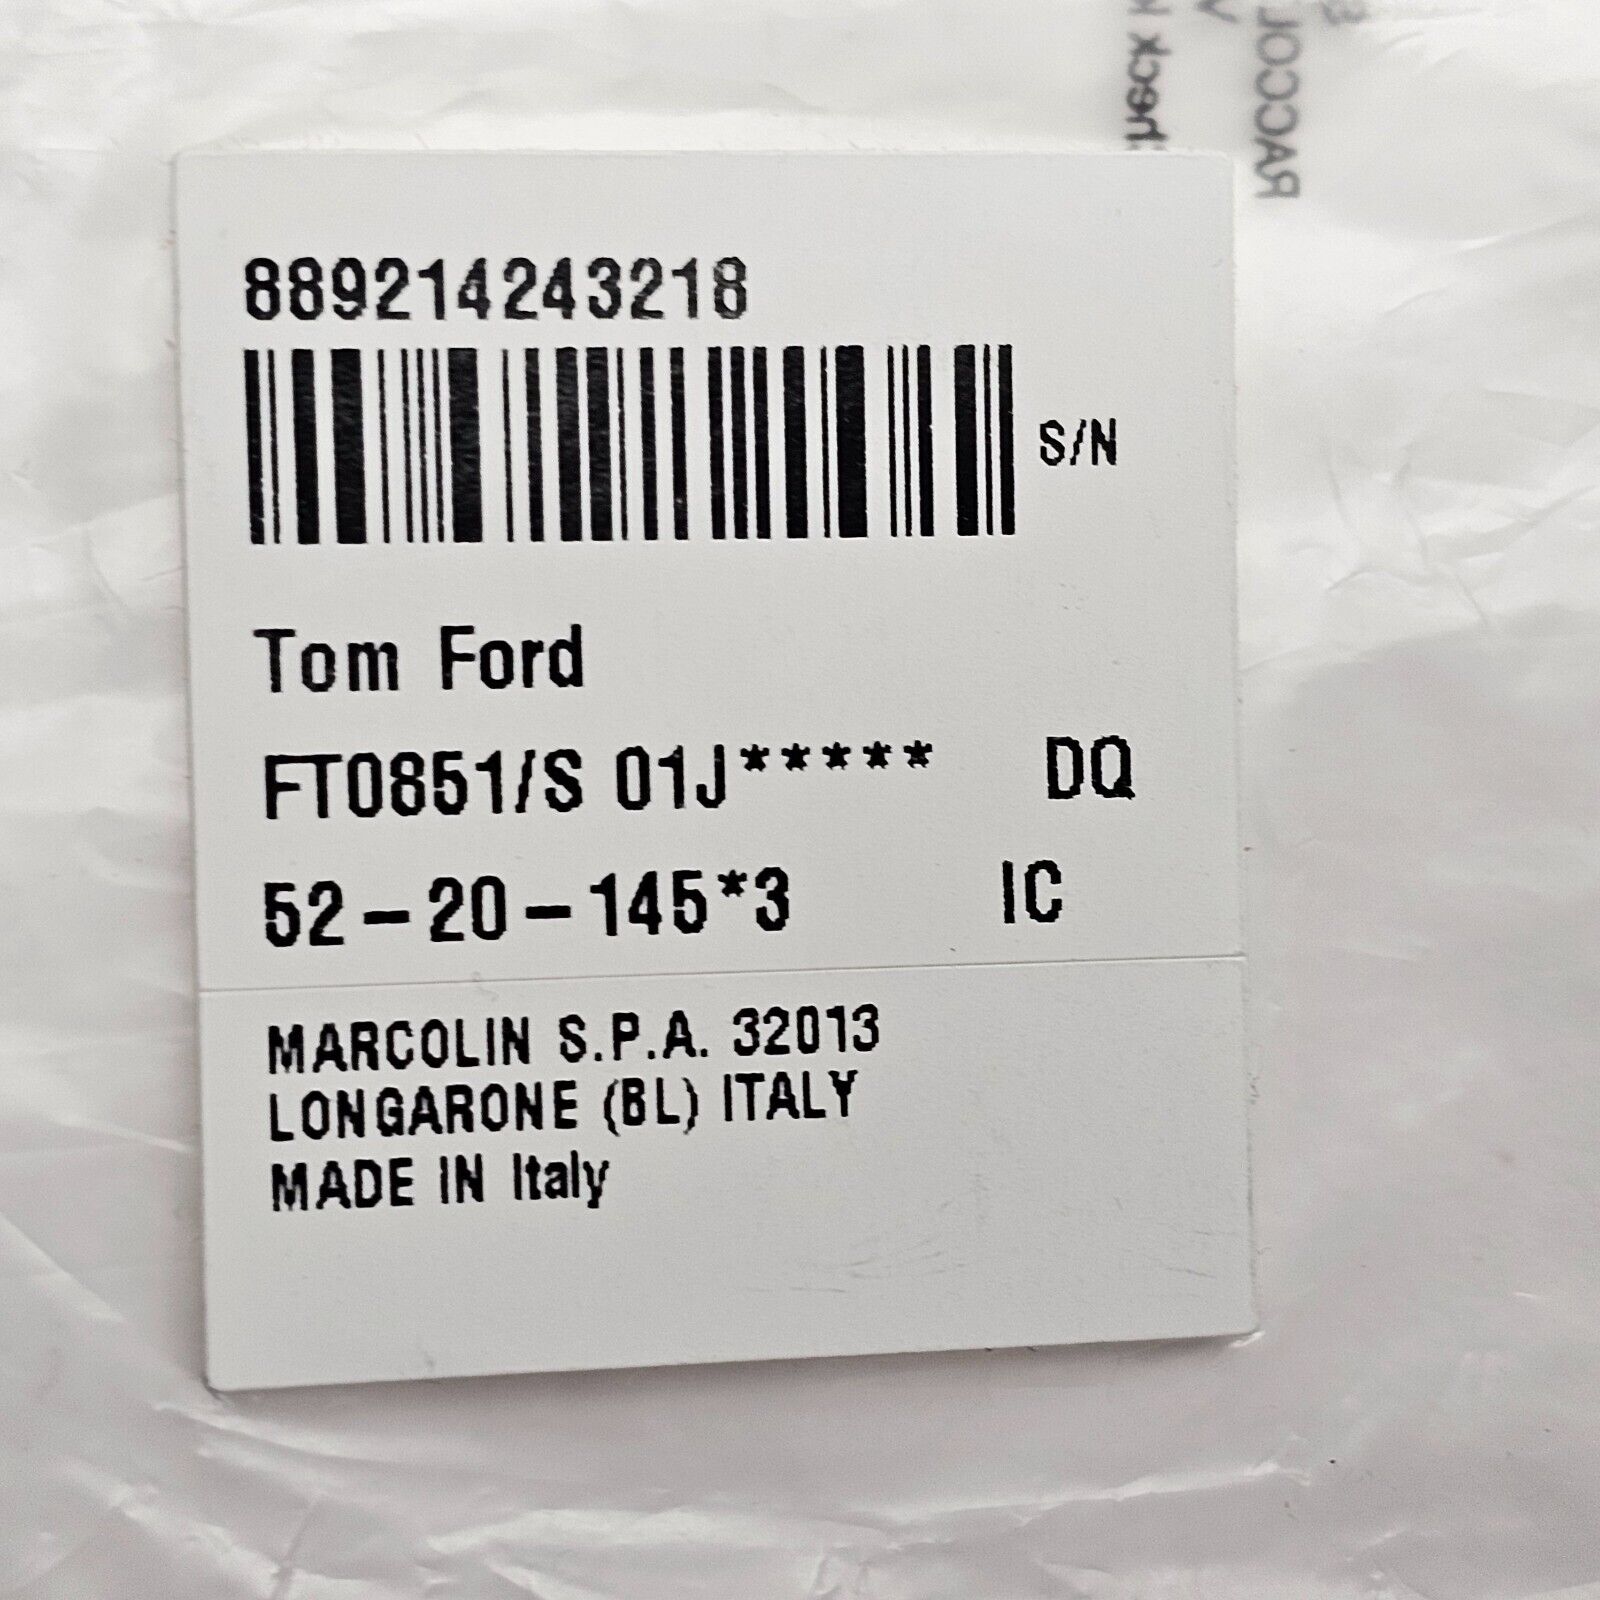 889214243218
S/N
Tom Ford
FT0851/S 01J***** DQ
52-20-145*3 IC
MARCOLIN S.P.A. 32013
LONGARONE (BL) ITALY
MADE IN Italy